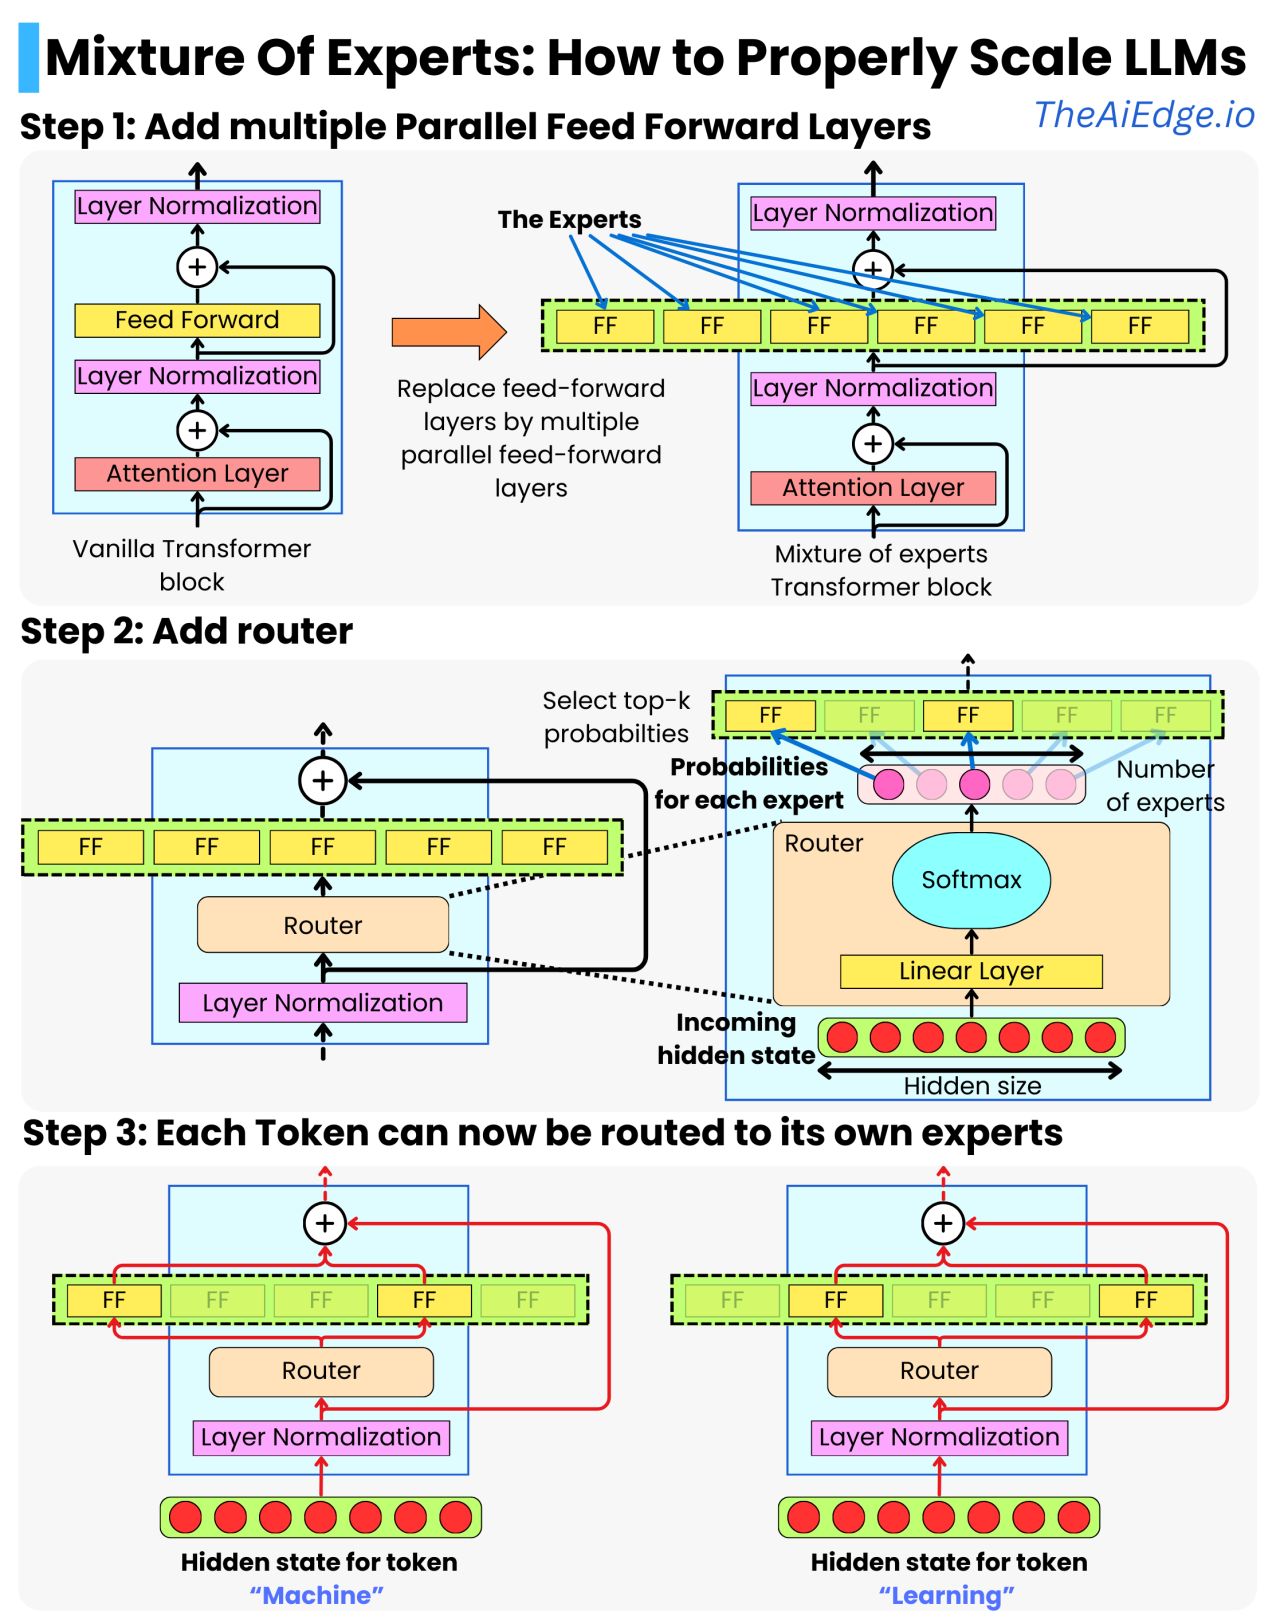 Mixture Of Experts: How to Properly Scale LLMs
TheAiEdge.io
Step 1: Add multiple Parallel Feed Forward Layers
Layer Normalization
+
Feed Forward
Layer Normalization
+
Attention Layer
Vanilla Transformer
block
Replace feed-forward
layers by multiple
parallel feed-forward
layers
The Experts
Layer Normalization
+
FF FF FF FF FF FF
Layer Normalization
+
Attention Layer
Mixture of experts
Transformer block
Step 2: Add router
+
FF FF FF FF FF
Router
Layer Normalization
Select top-k
probabilties
FF FF FF FF FF
Probabilities
for each expert
Number
of experts
Router
Softmax
Linear Layer
Incoming
hidden state
Hidden size
Step 3: Each Token can now be routed to its own experts
+
FF FF FF FF FF
Router
Layer Normalization
Hidden state for token
“Machine”
+
FF FF FF FF FF
Router
Layer Normalization
Hidden state for token
“Learning”